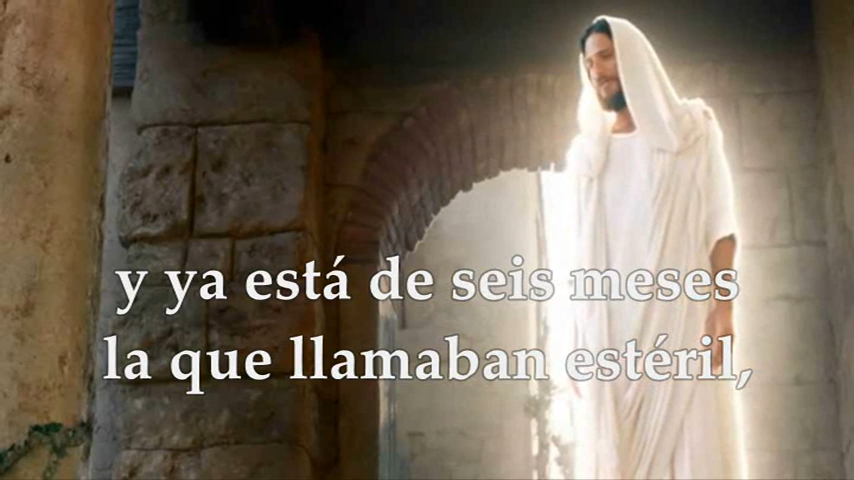 y ya está de seis meses
la que llamaban estéril,